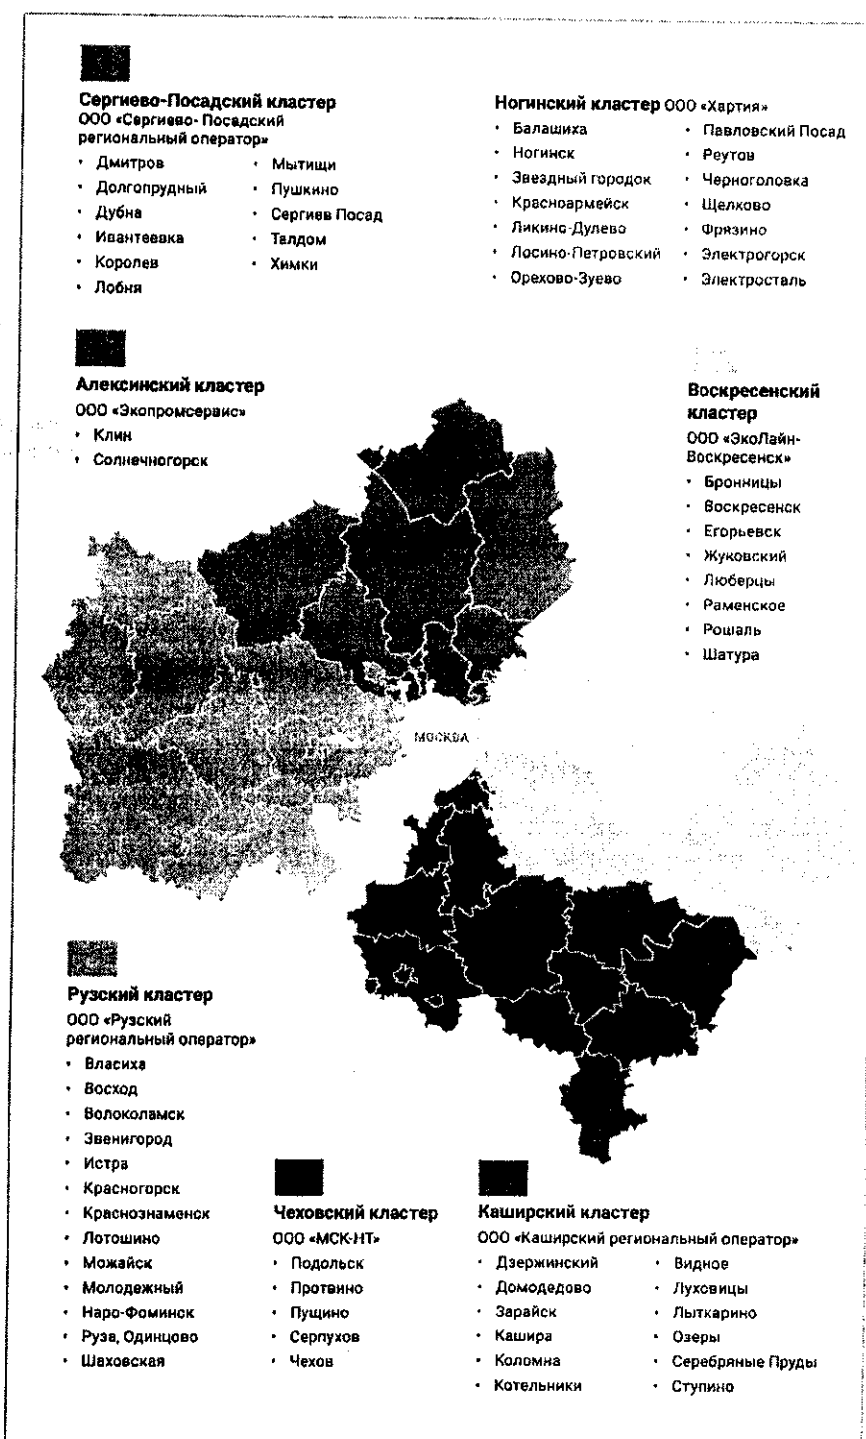 Сергиево-Посадский кластер
ООО «Сергиево- Посадский
региональный оператор»
• Дмитров
• Долгопрудный
• Дубна
• Ивантеевка
• Королев
• Лобня
• Мытищи
• Пушкино
• Сергиев Посад
• Талдом
• Химки
Ногинский кластер ООО «Хартия»
• Балашиха
• Ногинск
• Звездный городок
• Красноармейск
• Ликино-Дулево
• Лосино-Петровский
• Орехово-Зуево
• Павловский Посад
• Реутов
• Черноголовка
• Щелково
• Фрязино
• Электрогорск
• Электросталь
Алексинский кластер
ООО «Экопромсервис»
• Клин
• Солнечногорск
Воскресенский
кластер
ООО «ЭкоЛайн-
Воскресенск»
• Бронницы
• Воскресенск
• Егорьевск
• Жуковский
• Люберцы
• Раменское
• Рошаль
• Шатура
МОСКВА
Рузский кластер
ООО «Рузский
региональный оператор»
• Власиха
• Восход
• Волоколамск
• Звенигород
• Истра
• Красногорск
• Краснознаменск
• Лотошино
• Можайск
• Молодежный
• Наро-Фоминск
• Руза, Одинцово
• Шаховская
Чеховский кластер
ООО «МСК-НТ»
• Подольск
• Протвино
• Пущино
• Серпухов
• Чехов
Каширский кластер
ООО «Каширский региональный оператор»
• Дзержинский
• Домодедово
• Зарайск
• Кашира
• Коломна
• Котельники
• Видное
• Луховицы
• Лыткарино
• Озеры
• Серебряные Пруды
• Ступино